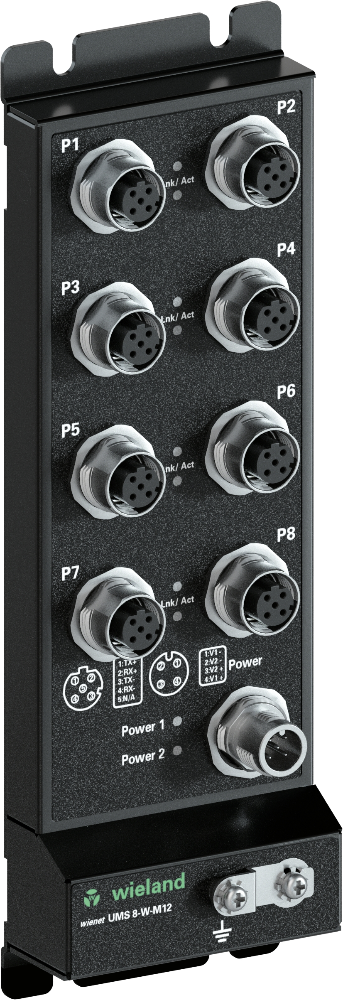 P1
P2
nk/ Act
P3
P4
Lnk/ Act
P5
P6
nk/ Act
P7
P8
Lnk/ Act
1 2 5 4 3
1:TX+
2:RX+
3:TX-
4:RX-
5:N/A
2 1 3 4
1:V1 -
2:V2 -
3:V2 +
4:V1 +
Power
Power 1
Power 2
W
wieland
wienet UMS 8-W-M12